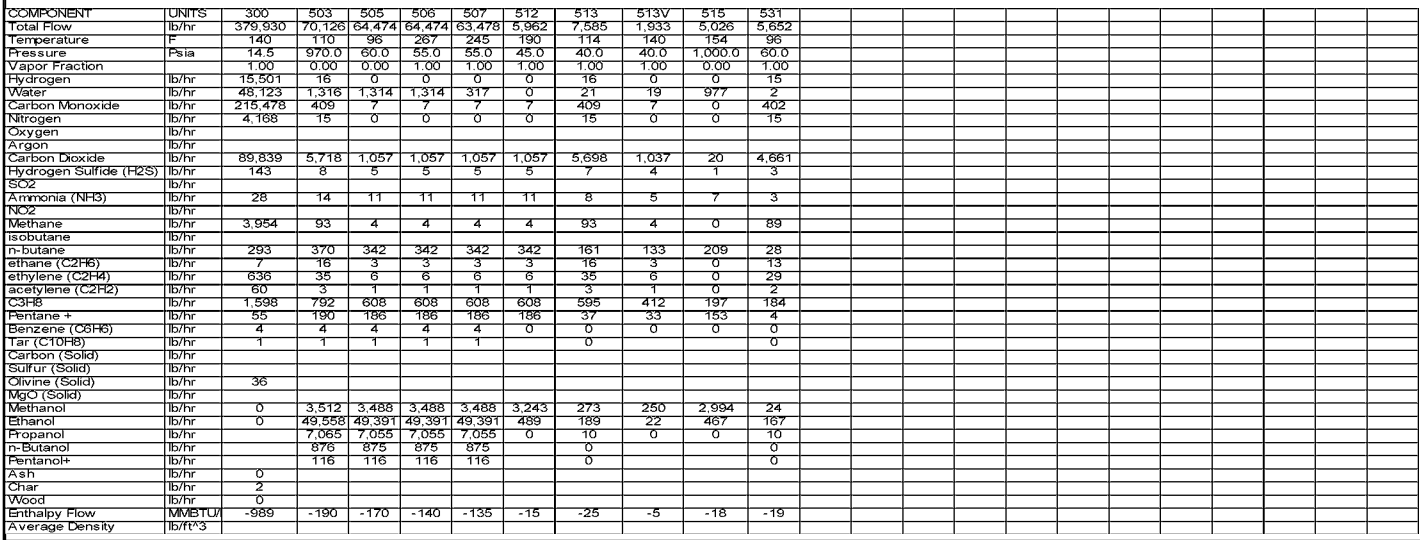 COMPONENT UNITS 300 503 505 506 507 512 513 513V 515 531
Total Flow lb/hr 379,930 70,126 64,474 64,474 63,478 5,962 7,585 1,933 5,026 5,652
Temperature F 140 110 96 267 245 190 114 140 154 96
Pressure Psia 14.5 970.0 60.0 55.0 55.0 45.0 40.0 40.0 1,000.0 60.0
Vapor Fraction 1.00 0.00 0.00 1.00 1.00 1.00 1.00 1.00 0.00 1.00
Hydrogen lb/hr 15,501 16 0 0 0 0 16 0 0 15
Water lb/hr 48,123 1,316 1,314 1,314 317 0 21 19 977 2
Carbon Monoxide lb/hr 215,478 409 7 7 7 7 409 7 0 402
Nitrogen lb/hr 4,168 15 0 0 0 0 15 0 0 15
Oxygen lb/hr
Argon lb/hr
Carbon Dioxide lb/hr 89,839 5,718 1,057 1,057 1,057 1,057 5,698 1,037 20 4,661
Hydrogen Sulfide (H2S) lb/hr 143 8 5 5 5 5 7 4 1 3
SO2 lb/hr
Ammonia (NH3) lb/hr 28 14 11 11 11 11 8 5 7 3
NO2 lb/hr
Methane lb/hr 3,954 93 4 4 4 4 93 4 0 89
isobutane lb/hr
n-butane lb/hr 293 370 342 342 342 342 161 133 209 28
ethane (C2H6) lb/hr 7 16 3 3 3 3 16 3 0 13
ethylene (C2H4) lb/hr 636 35 6 6 6 6 35 6 0 29
acetylene (C2H2) lb/hr 60 3 1 1 1 1 3 1 0 2
C3H8 lb/hr 1,598 792 608 608 608 608 595 412 197 184
Pentane + lb/hr 55 190 186 186 186 186 37 33 153 4
Benzene (C6H6) lb/hr 4 4 4 4 4 0 0 0 0 0
Tar (C10H8) lb/hr 1 1 1 1 1 0 0
Carbon (Solid) lb/hr
Sulfur (Solid) lb/hr
Olivine (Solid) lb/hr 36
MgO (Solid) lb/hr
Methanol lb/hr 0 3,512 3,488 3,488 3,488 3,243 273 250 2,994 24
Ethanol lb/hr 0 49,558 49,391 49,391 49,391 489 189 22 467 167
Propanol lb/hr 7,065 7,055 7,055 7,055 0 10 0 0 10
n-Butanol lb/hr 876 875 875 875 0 0
Pentanol+ lb/hr 116 116 116 116 0 0
Ash lb/hr 0
Char lb/hr 2
Wood lb/hr 0
Enthalpy Flow MMBTU/ -989 -190 -170 -140 -135 -15 -25 -5 -18 -19
Average Density lb/ft^3